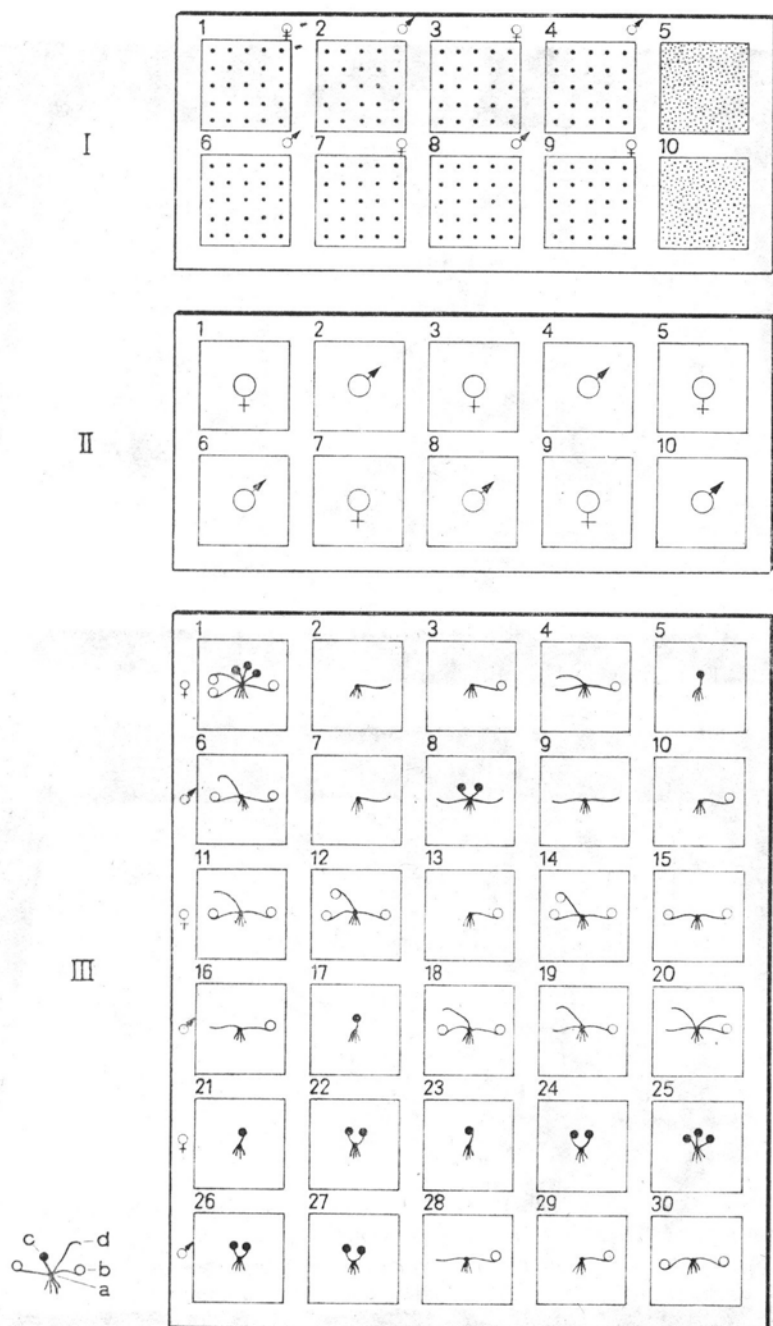 1 ♀ 2 ♂ 3 ♀ 4 ♂ 5
I
6 ♂ 7 ♀ 8 ♂ 9 ♀ 10
1 2 3 4 5
♀ ♂ ♀ ♂ ♀
II
6 7 8 9 10
♂ ♀ ♂ ♀ ♂
1 2 3 4 5
♀
6 7 8 9 10
♂
11 12 13 14 15
♀
III
16 17 18 19 20
♂
21 22 23 24 25
♀
26 27 28 29 30
♂
c d
b
a